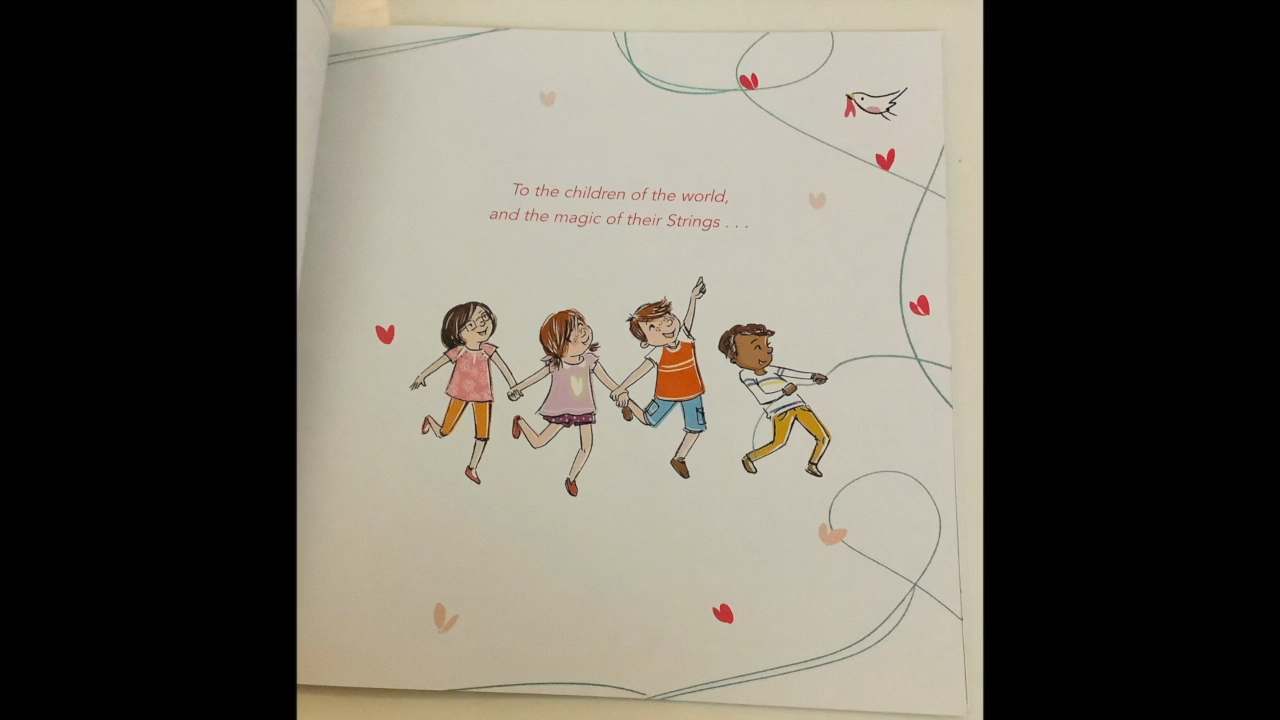 To the children of the world,
and the magic of their Strings . . .